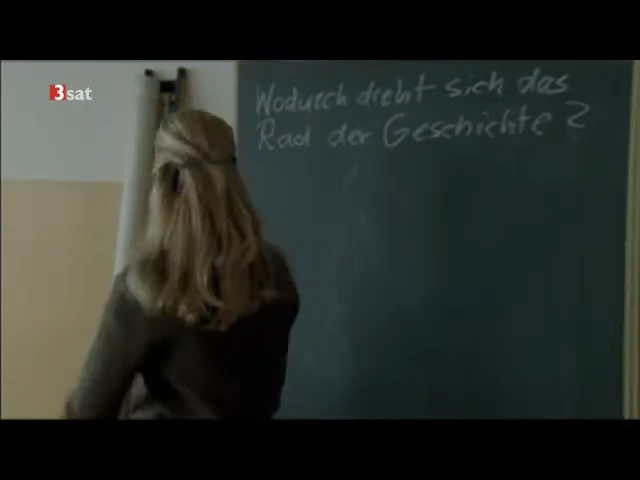 3sat
Wodurch dreht sich das
Rad der Geschichte?